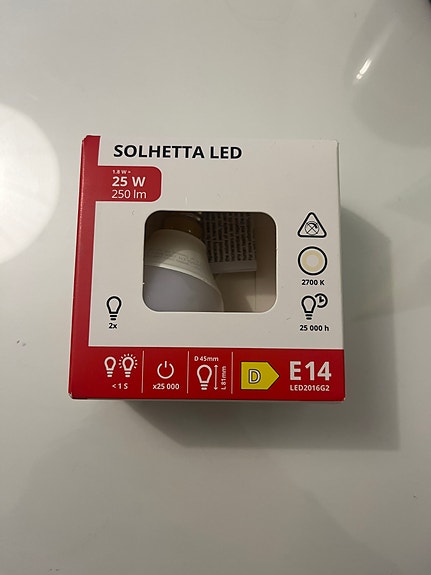 SOLHETTA LED
1.8 W =
25 W
250 lm
2700 K
2x
25 000 h
D 45mm
L 81mm
< 1 S
x25 000
D
E14
LED2016G2